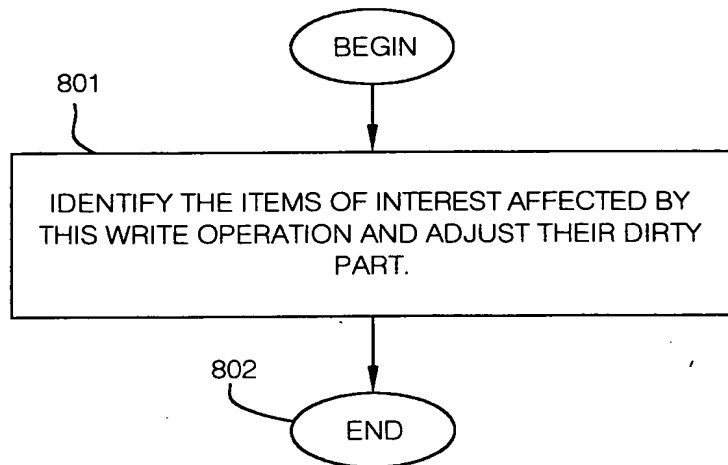 BEGIN
801
IDENTIFY THE ITEMS OF INTEREST AFFECTED BY
THIS WRITE OPERATION AND ADJUST THEIR DIRTY
PART.
802
END